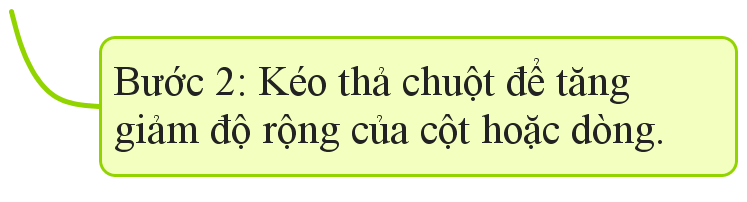 Bước 2: Kéo thả chuột để tăng
giảm độ rộng của cột hoặc dòng.